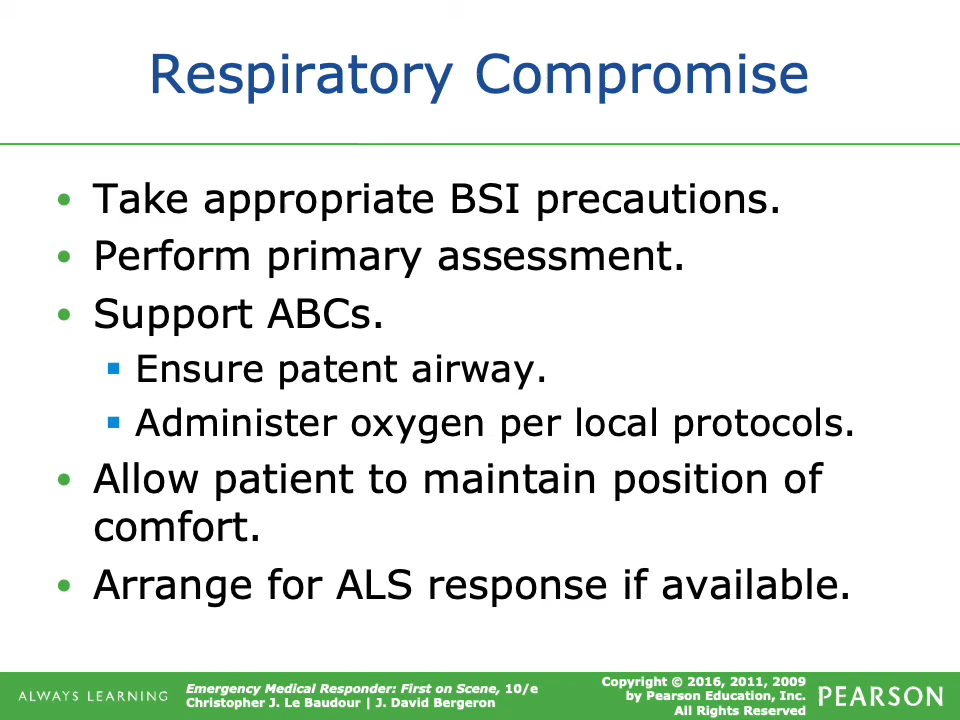 Respiratory Compromise
• Take appropriate BSI precautions.
• Perform primary assessment.
• Support ABCs.
▪ Ensure patent airway.
▪ Administer oxygen per local protocols.
• Allow patient to maintain position of
comfort.
• Arrange for ALS response if available.
ALWAYS LEARNING
Emergency Medical Responder: First on Scene, 10/e
Christopher J. Le Baudour | J. David Bergeron
Copyright © 2016, 2011, 2009
by Pearson Education, Inc.
All Rights Reserved
PEARSON